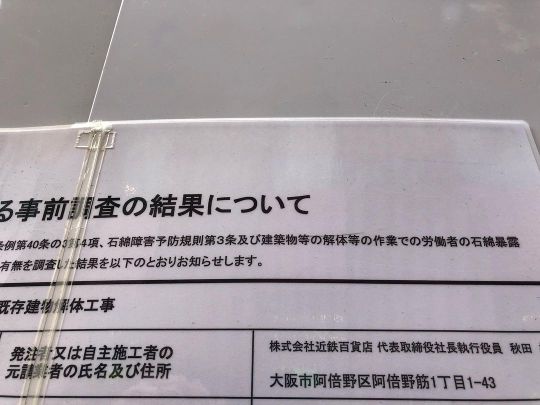 る事前調査の結果について
条例第40条の3第4項、石綿障害予防規則第3条及び建築物等の解体等の作業での労働者の石綿暴露
有無を調査した結果を以下のとおりお知らせします。
既存建物解体工事
発注者又は自主施工者の
元請業者の氏名及び住所
株式会社近鉄百貨店 代表取締役社長執行役員 秋田
大阪市阿倍野区阿倍野筋1丁目1-43